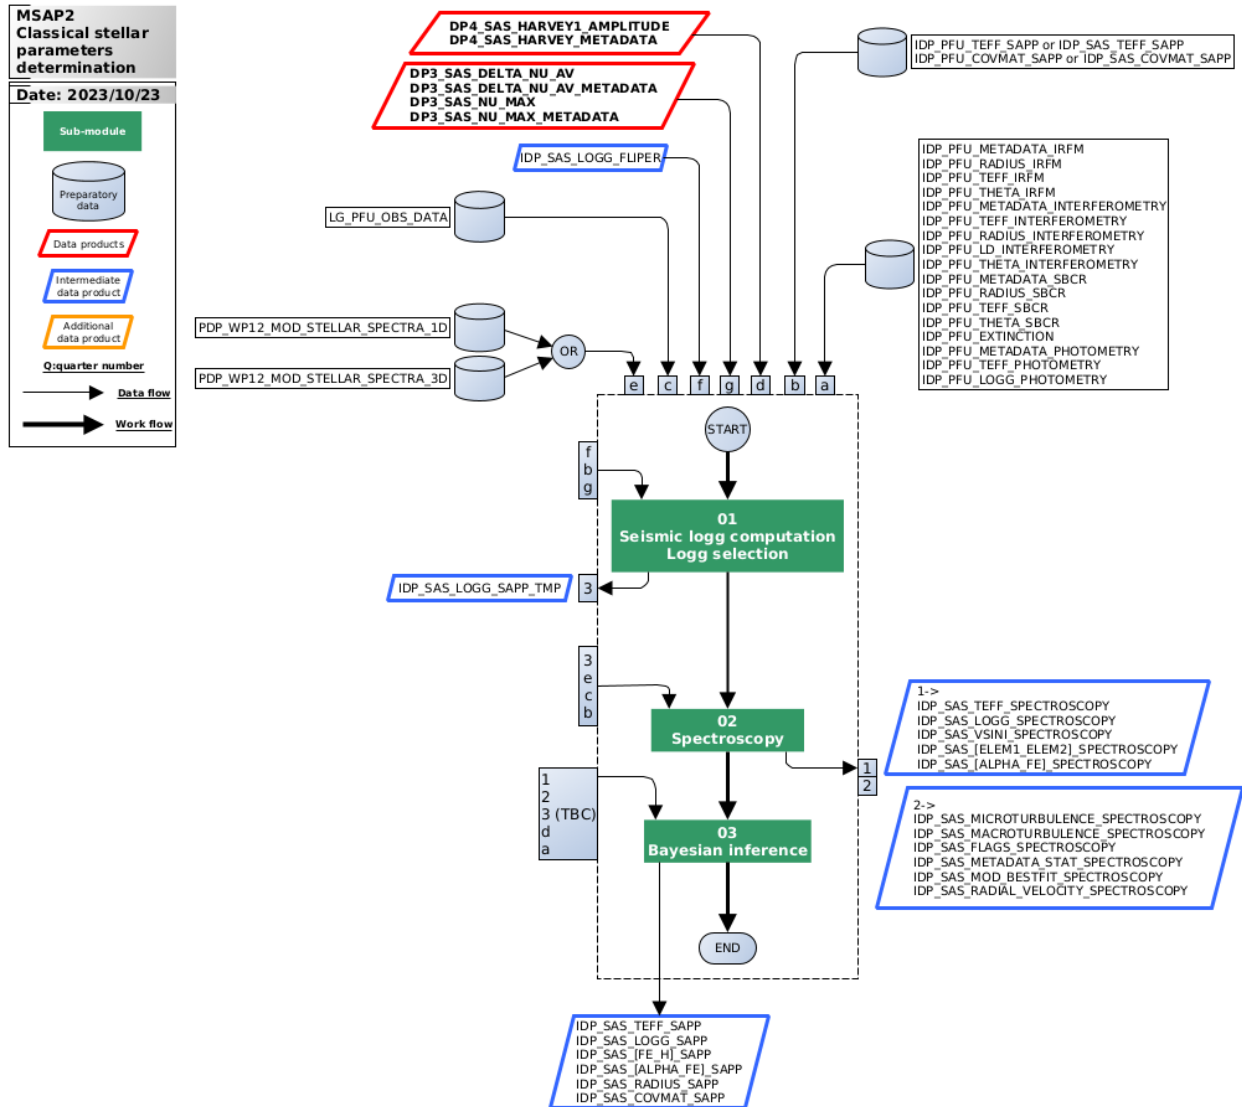 MSAP2
Classical stellar
parameters
determination
Date: 2023/10/23
Sub-module
Preparatory
data
Data products
Intermediate
data product
Additional
data product
Q:quarter number
Data flow
Work flow
DP4_SAS_HARVEY1_AMPLITUDE
DP4_SAS_HARVEY_METADATA
DP3_SAS_DELTA_NU_AV
DP3_SAS_DELTA_NU_AV_METADATA
DP3_SAS_NU_MAX
DP3_SAS_NU_MAX_METADATA
IDP_SAS_LOGG_FLIPER
LG_PFU_OBS_DATA
PDP_WP12_MOD_STELLAR_SPECTRA_1D
PDP_WP12_MOD_STELLAR_SPECTRA_3D
OR
IDP_PFU_TEFF_SAPP or IDP_SAS_TEFF_SAPP
IDP_PFU_COVMAT_SAPP or IDP_SAS_COVMAT_SAPP
IDP_PFU_METADATA_IRFM
IDP_PFU_RADIUS_IRFM
IDP_PFU_TEFF_IRFM
IDP_PFU_THETA_IRFM
IDP_PFU_METADATA_INTERFEROMETRY
IDP_PFU_TEFF_INTERFEROMETRY
IDP_PFU_RADIUS_INTERFEROMETRY
IDP_PFU_LD_INTERFEROMETRY
IDP_PFU_THETA_INTERFEROMETRY
IDP_PFU_METADATA_SBCR
IDP_PFU_RADIUS_SBCR
IDP_PFU_TEFF_SBCR
IDP_PFU_THETA_SBCR
IDP_PFU_EXTINCTION
IDP_PFU_METADATA_PHOTOMETRY
IDP_PFU_TEFF_PHOTOMETRY
IDP_PFU_LOGG_PHOTOMETRY
e c f g d b a
START
f
b
g
01
Seismic logg computation
Logg selection
IDP_SAS_LOGG_SAPP_TMP
3
3
e
c
b
02
Spectroscopy
1
2
1->
IDP_SAS_TEFF_SPECTROSCOPY
IDP_SAS_LOGG_SPECTROSCOPY
IDP_SAS_VSINI_SPECTROSCOPY
IDP_SAS_[ELEM1_ELEM2]_SPECTROSCOPY
IDP_SAS_[ALPHA_FE]_SPECTROSCOPY
2->
IDP_SAS_MICROTURBULENCE_SPECTROSCOPY
IDP_SAS_MACROTURBULENCE_SPECTROSCOPY
IDP_SAS_FLAGS_SPECTROSCOPY
IDP_SAS_METADATA_STAT_SPECTROSCOPY
IDP_SAS_MOD_BESTFIT_SPECTROSCOPY
IDP_SAS_RADIAL_VELOCITY_SPECTROSCOPY
1
2
3 (TBC)
d
a
03
Bayesian inference
END
IDP_SAS_TEFF_SAPP
IDP_SAS_LOGG_SAPP
IDP_SAS_[FE_H]_SAPP
IDP_SAS_[ALPHA_FE]_SAPP
IDP_SAS_RADIUS_SAPP
IDP_SAS_COVMAT_SAPP